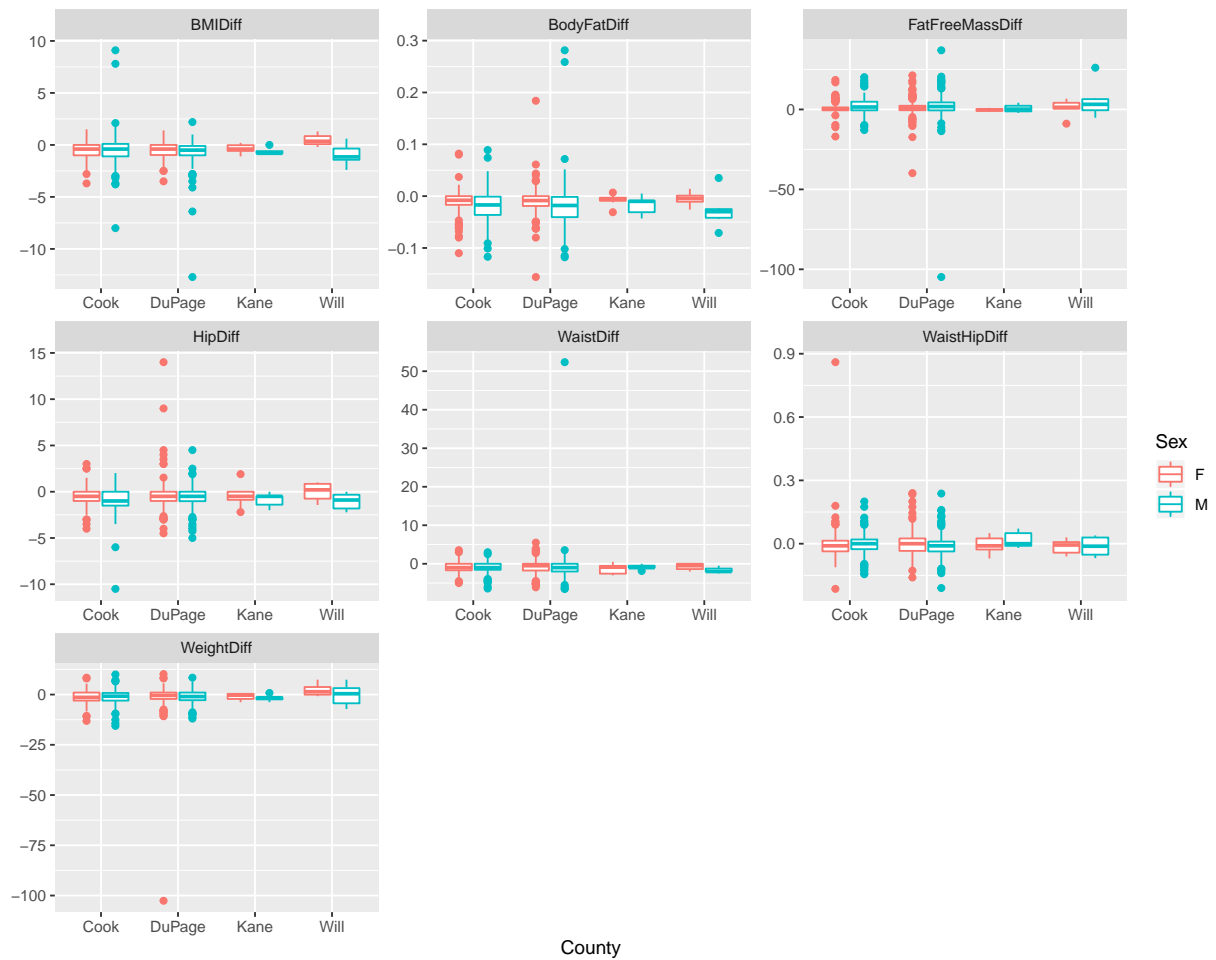 BMIDiff
BodyFatDiff
FatFreeMassDiff
10
5
0
−5
−10
0.3
0.2
0.1
0.0
−0.1
0
−50
−100
Cook DuPage Kane Will
Cook DuPage Kane Will
Cook DuPage Kane Will
HipDiff
WaistDiff
WaistHipDiff
15
10
5
0
−5
−10
50
40
30
20
10
0
0.9
0.6
0.3
0.0
Cook DuPage Kane Will
Cook DuPage Kane Will
Cook DuPage Kane Will
WeightDiff
0
−25
−50
−75
−100
Cook DuPage Kane Will
County
Sex
F
M